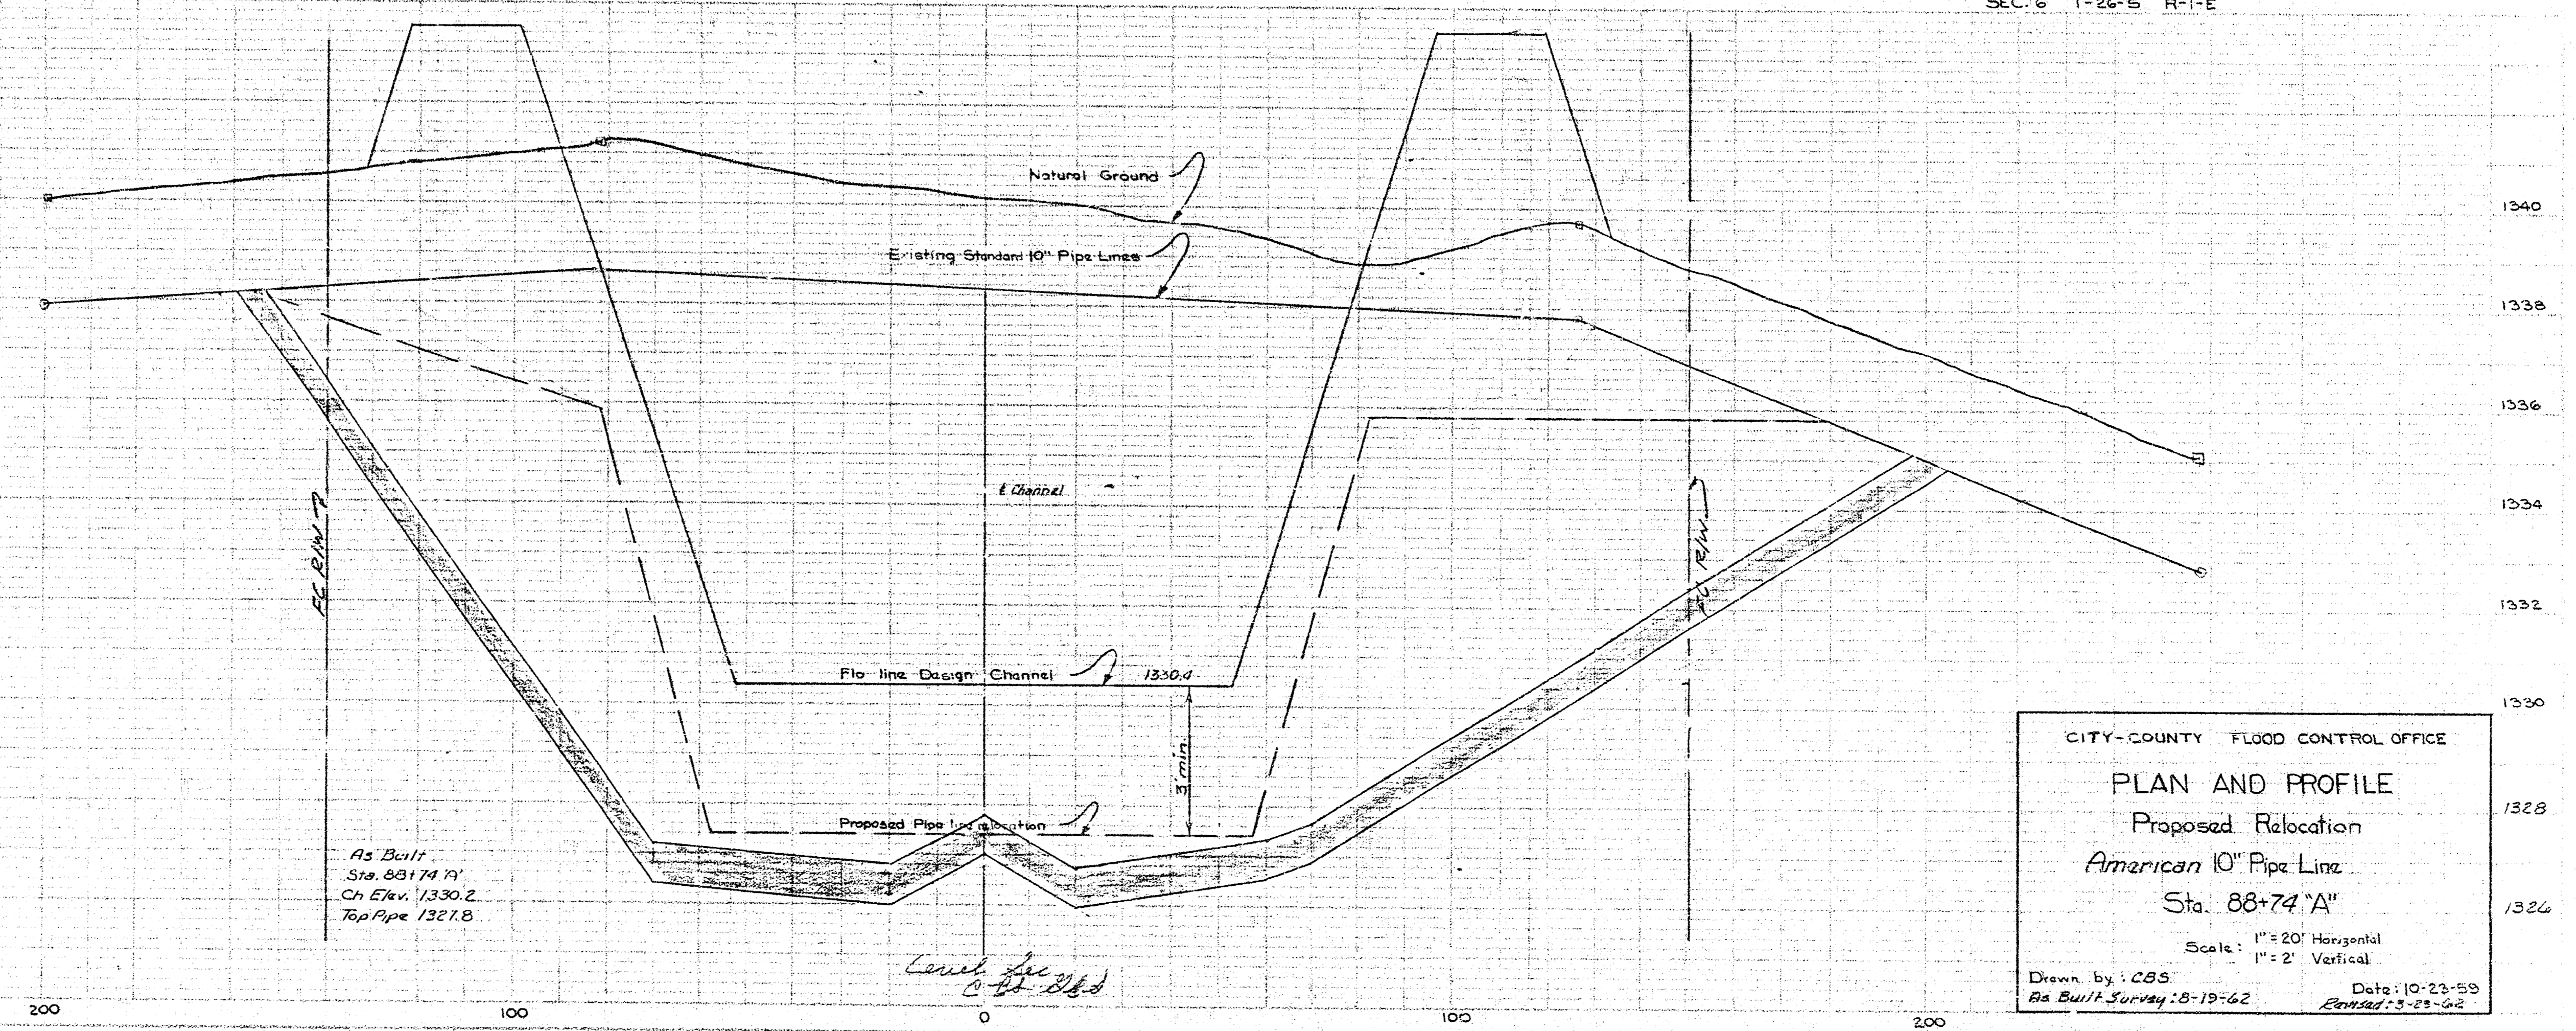 SEC. 6 T-26-S R-1-E
Natural Ground
Existing Standard 10" Pipe Lines
1340
1338
1336
1334
1332
1330
1328
1326
℄ Channel
FC R/W
FC R/W
Flo line Design Channel 1330.4
3' min.
Proposed Pipe line relocation
As Built
Sta. 88+74 "A"
Ch Elev. 1330.2
Top Pipe 1327.8
CITY-COUNTY FLOOD CONTROL OFFICE
PLAN AND PROFILE
Proposed Relocation
American 10" Pipe Line
Sta. 88+74 "A"
Scale: 1" = 20' Horizontal
1" = 2' Vertical
Drawn by: CBS
Date: 10-23-59
As Built Survey: 8-19-62
Revised: 3-23-62
200
100
0
100
200